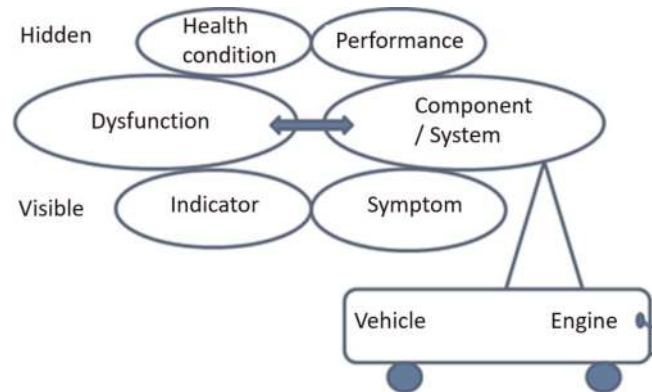 Hidden
Health
condition
Performance
Dysfunction
Component
/ System
Visible
Indicator
Symptom
Vehicle
Engine